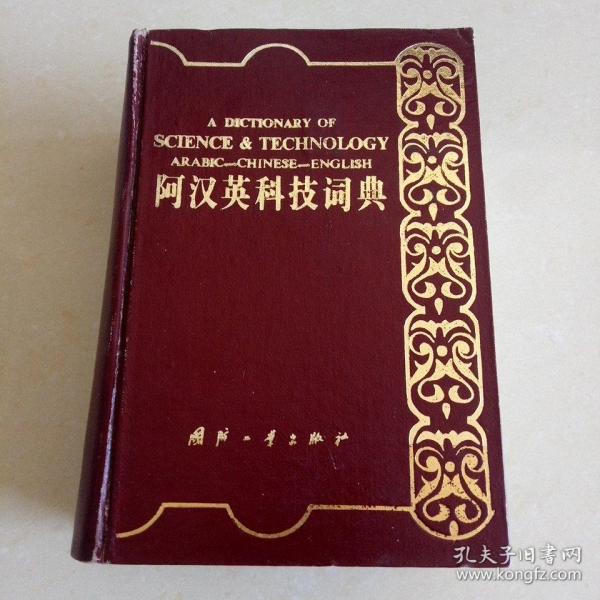 A DICTIONARY OF
SCIENCE & TECHNOLOGY
ARABIC—CHINESE—ENGLISH
阿汉英科技词典
国防工业出版社
孔夫子旧書网
www.kongfz.com